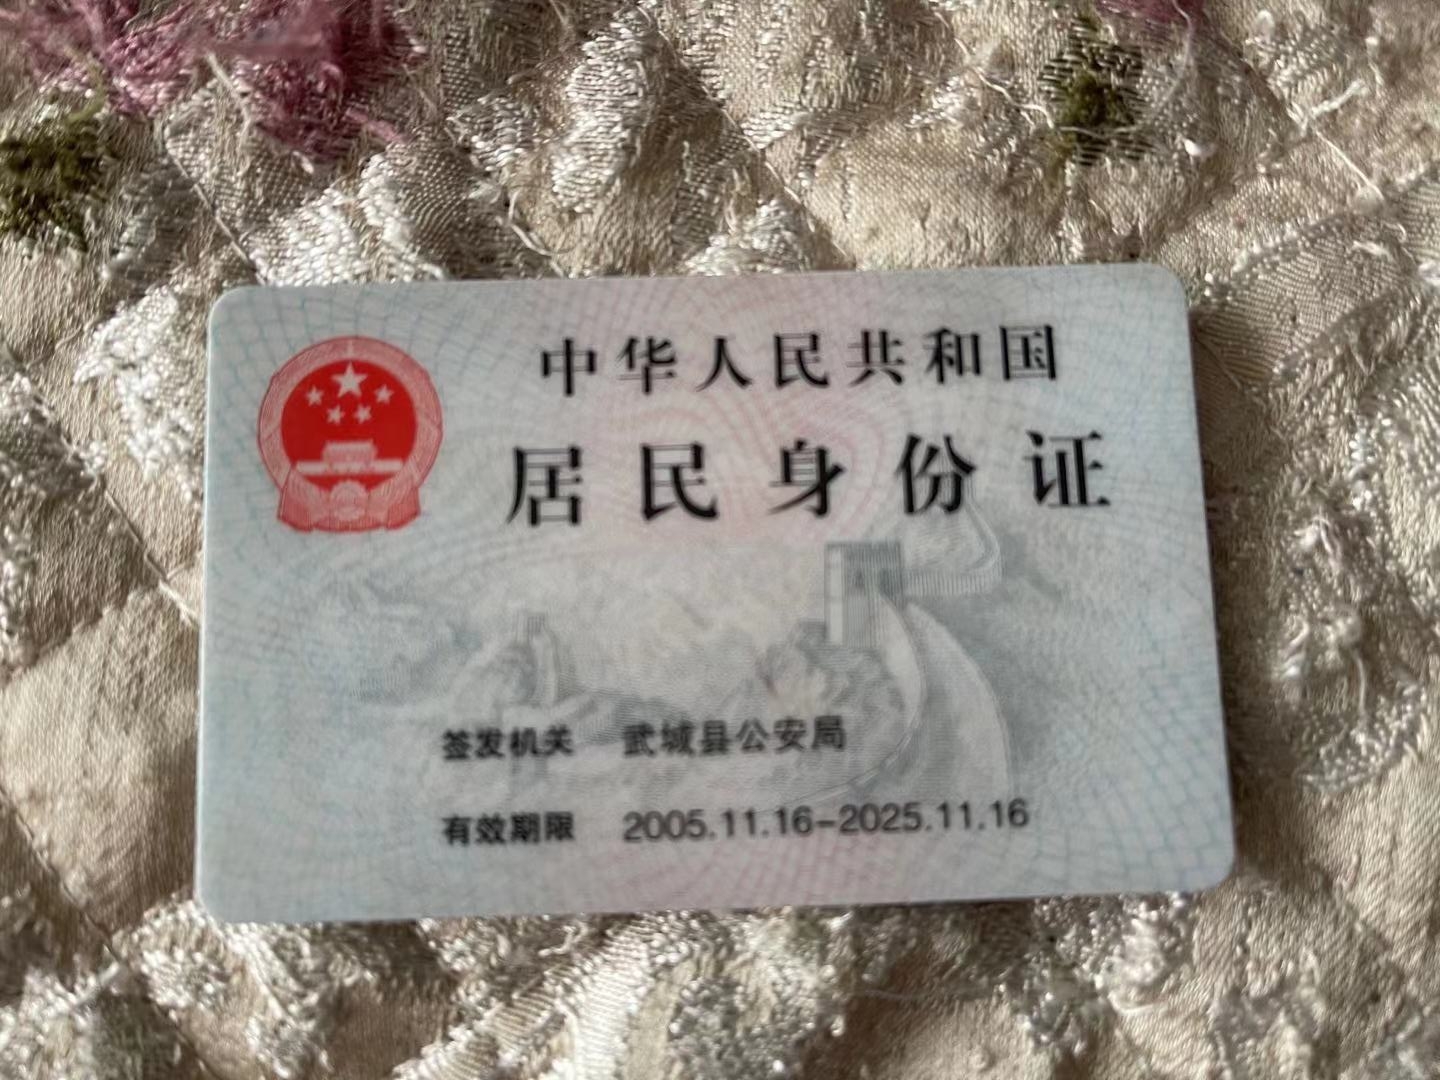 中华人民共和国
居民身份证
签发机关 武城县公安局
有效期限 2005.11.16-2025.11.16